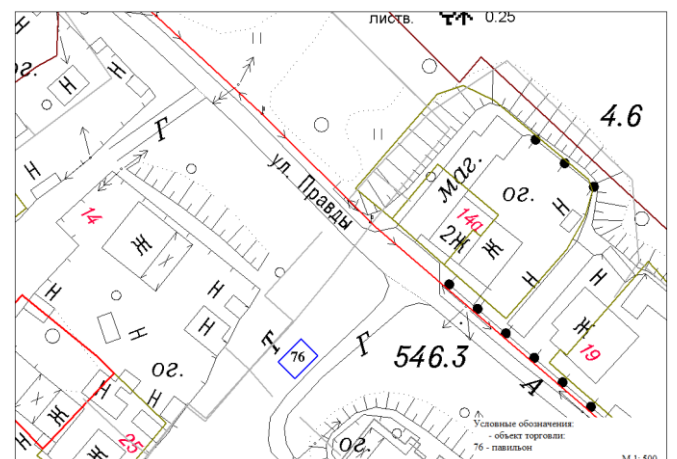 листв.
0.25
ог.
Н
Н
4.6
Г
Н
ул. Правды
маг.
ог.
14а
2Ж
Ж
Н
14
Ж
Н
Н
Н
Н
Н
Т
76
Г
546.3
Ж
19
А
ог.
Н
Н
Ж
Ж
25
ог.
Условные обозначения:
- объект торговли:
76 - павильон
М 1: 500